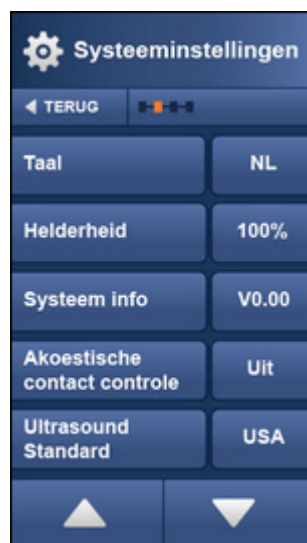 Systeeminstellingen
TERUG
Taal NL
Helderheid 100%
Systeem info V0.00
Akoestische
contact controle Uit
Ultrasound
Standard USA